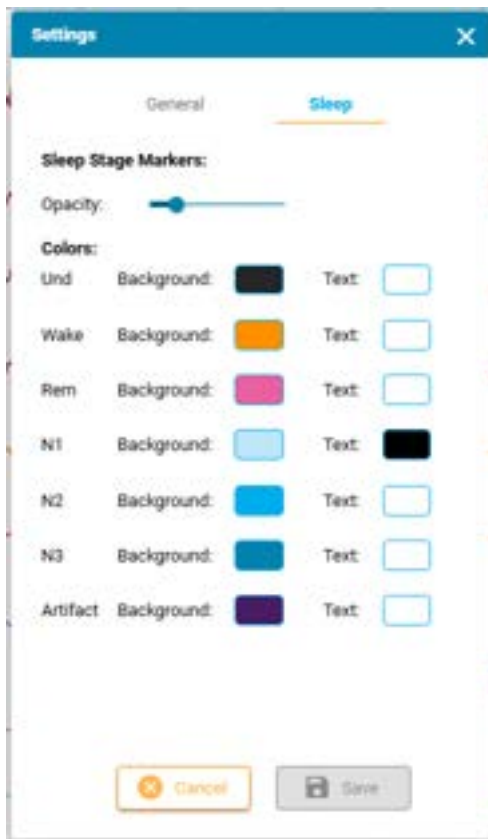 Settings
General Sleep
Sleep Stage Markers:
Opacity:
Colors:
Und Background: Text:
Wake Background: Text:
Rem Background: Text:
N1 Background: Text:
N2 Background: Text:
N3 Background: Text:
Artifact Background: Text:
Cancel Save